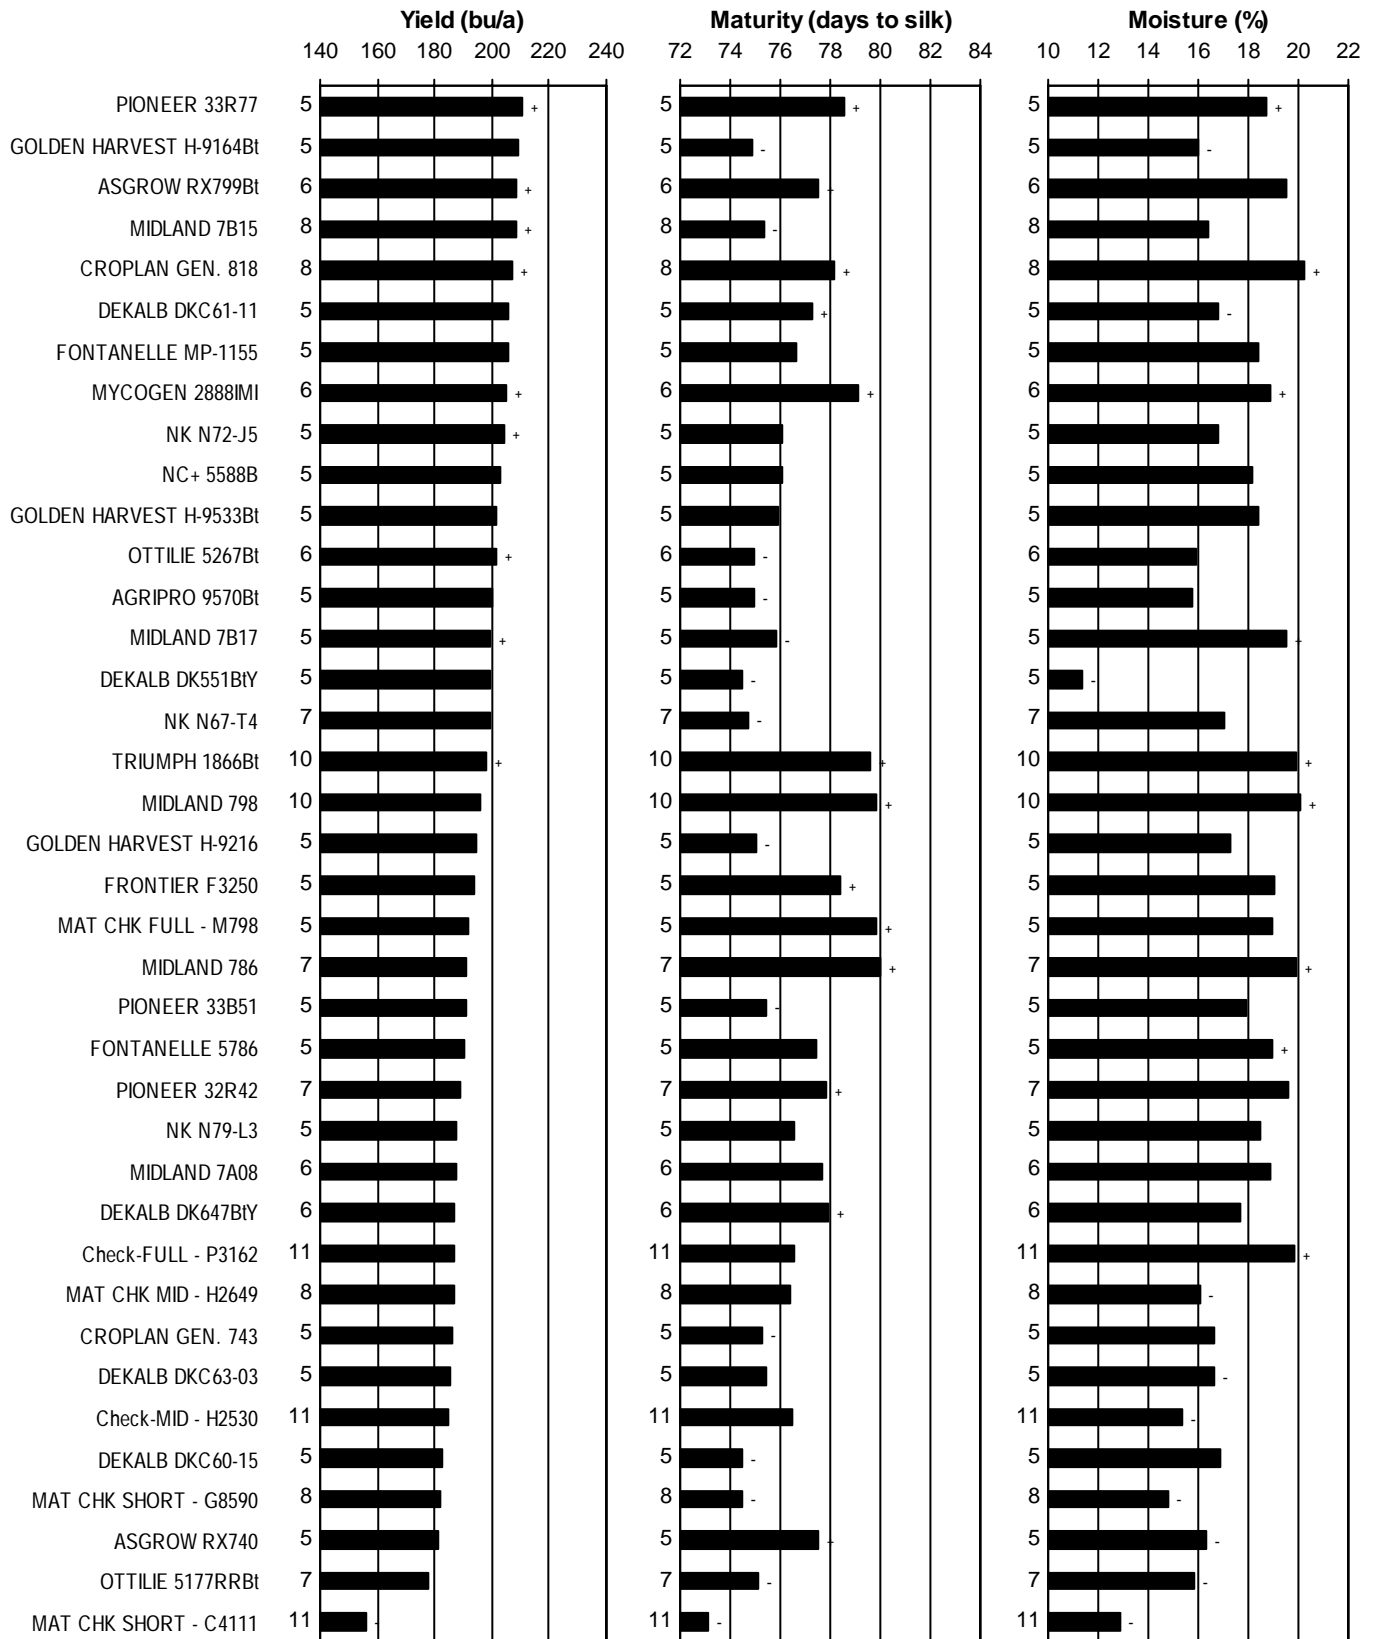 Yield (bu/a) Maturity (days to silk) Moisture (%)
140 160 180 200 220 240 72 74 76 78 80 82 84 10 12 14 16 18 20 22
PIONEER 33R77 5 + 5 + 5 +
GOLDEN HARVEST H-9164Bt 5 5 - 5 -
ASGROW RX799Bt 6 + 6 + 6
MIDLAND 7B15 8 + 8 - 8
CROPLAN GEN. 818 8 + 8 + 8 +
DEKALB DKC61-11 5 5 + 5 -
FONTANELLE MP-1155 5 5 5
MYCOGEN 2888IMI 6 + 6 + 6 +
NK N72-J5 5 + 5 5
NC+ 5588B 5 5 5
GOLDEN HARVEST H-9533Bt 5 5 5
OTTILIE 5267Bt 6 + 6 - 6
AGRIPRO 9570Bt 5 5 - 5
MIDLAND 7B17 5 + 5 - 5 +
DEKALB DK551BtY 5 5 - 5 -
NK N67-T4 7 7 - 7
TRIUMPH 1866Bt 10 + 10 + 10 +
MIDLAND 798 10 10 + 10 +
GOLDEN HARVEST H-9216 5 5 - 5
FRONTIER F3250 5 5 + 5
MAT CHK FULL - M798 5 5 + 5
MIDLAND 786 7 7 + 7 +
PIONEER 33B51 5 5 - 5
FONTANELLE 5786 5 5 5 +
PIONEER 32R42 7 7 + 7
NK N79-L3 5 5 5
MIDLAND 7A08 6 6 6
DEKALB DK647BtY 6 6 + 6
Check-FULL - P3162 11 11 11 +
MAT CHK MID - H2649 8 8 8 -
CROPLAN GEN. 743 5 5 - 5
DEKALB DKC63-03 5 5 5 -
Check-MID - H2530 11 11 11 -
DEKALB DKC60-15 5 5 - 5
MAT CHK SHORT - G8590 8 8 - 8 -
ASGROW RX740 5 5 + 5 -
OTTILIE 5177RRBt 7 7 - 7 -
MAT CHK SHORT - C4111 11 - 11 - 11 -